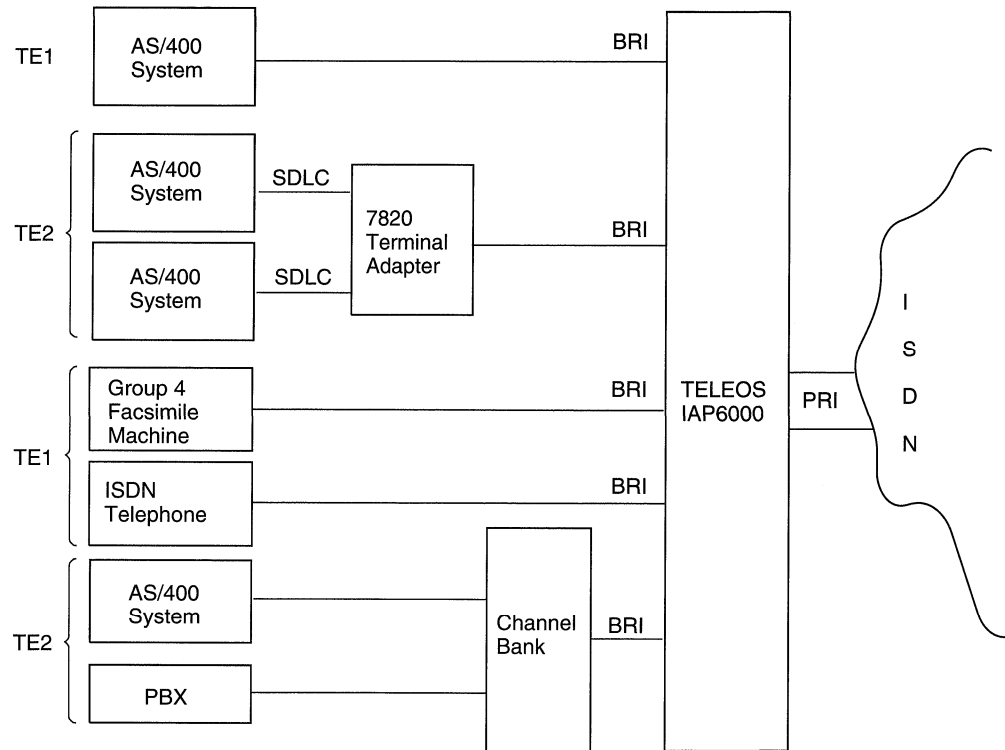 TE1
AS/400
System
BRI
TE2
AS/400
System
SDLC
AS/400
System
SDLC
7820
Terminal
Adapter
BRI
TE1
Group 4
Facsimile
Machine
BRI
ISDN
Telephone
BRI
TE2
AS/400
System
PBX
Channel
Bank
BRI
TELEOS
IAP6000
PRI
I
S
D
N